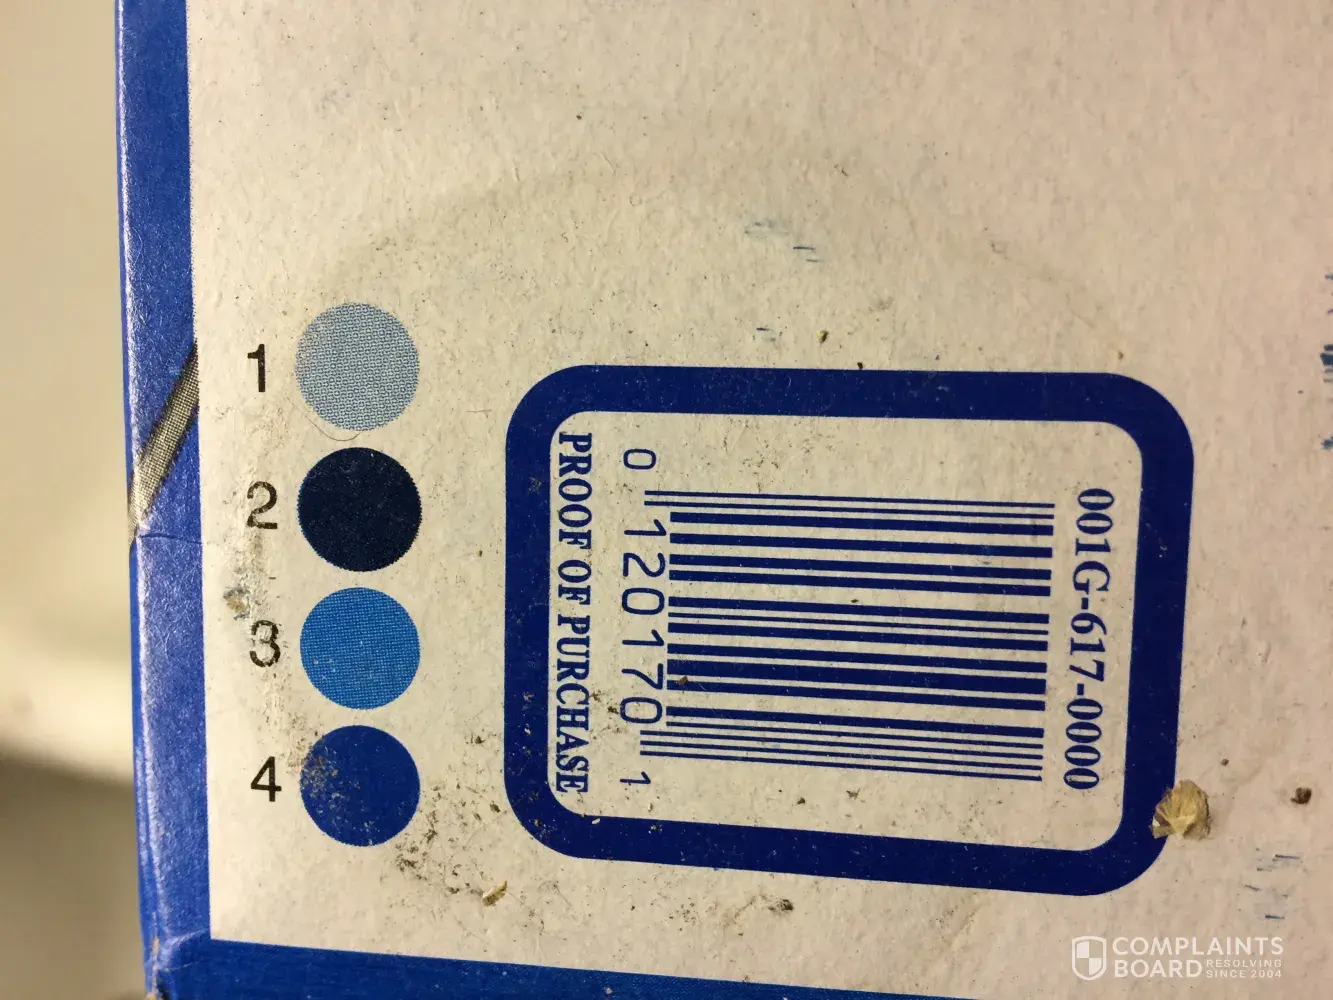 1
2
3
4
001G-617-0000
0 120170 1
PROOF OF PURCHASE
COMPLAINTS
BOARD RESOLVING
SINCE 2004